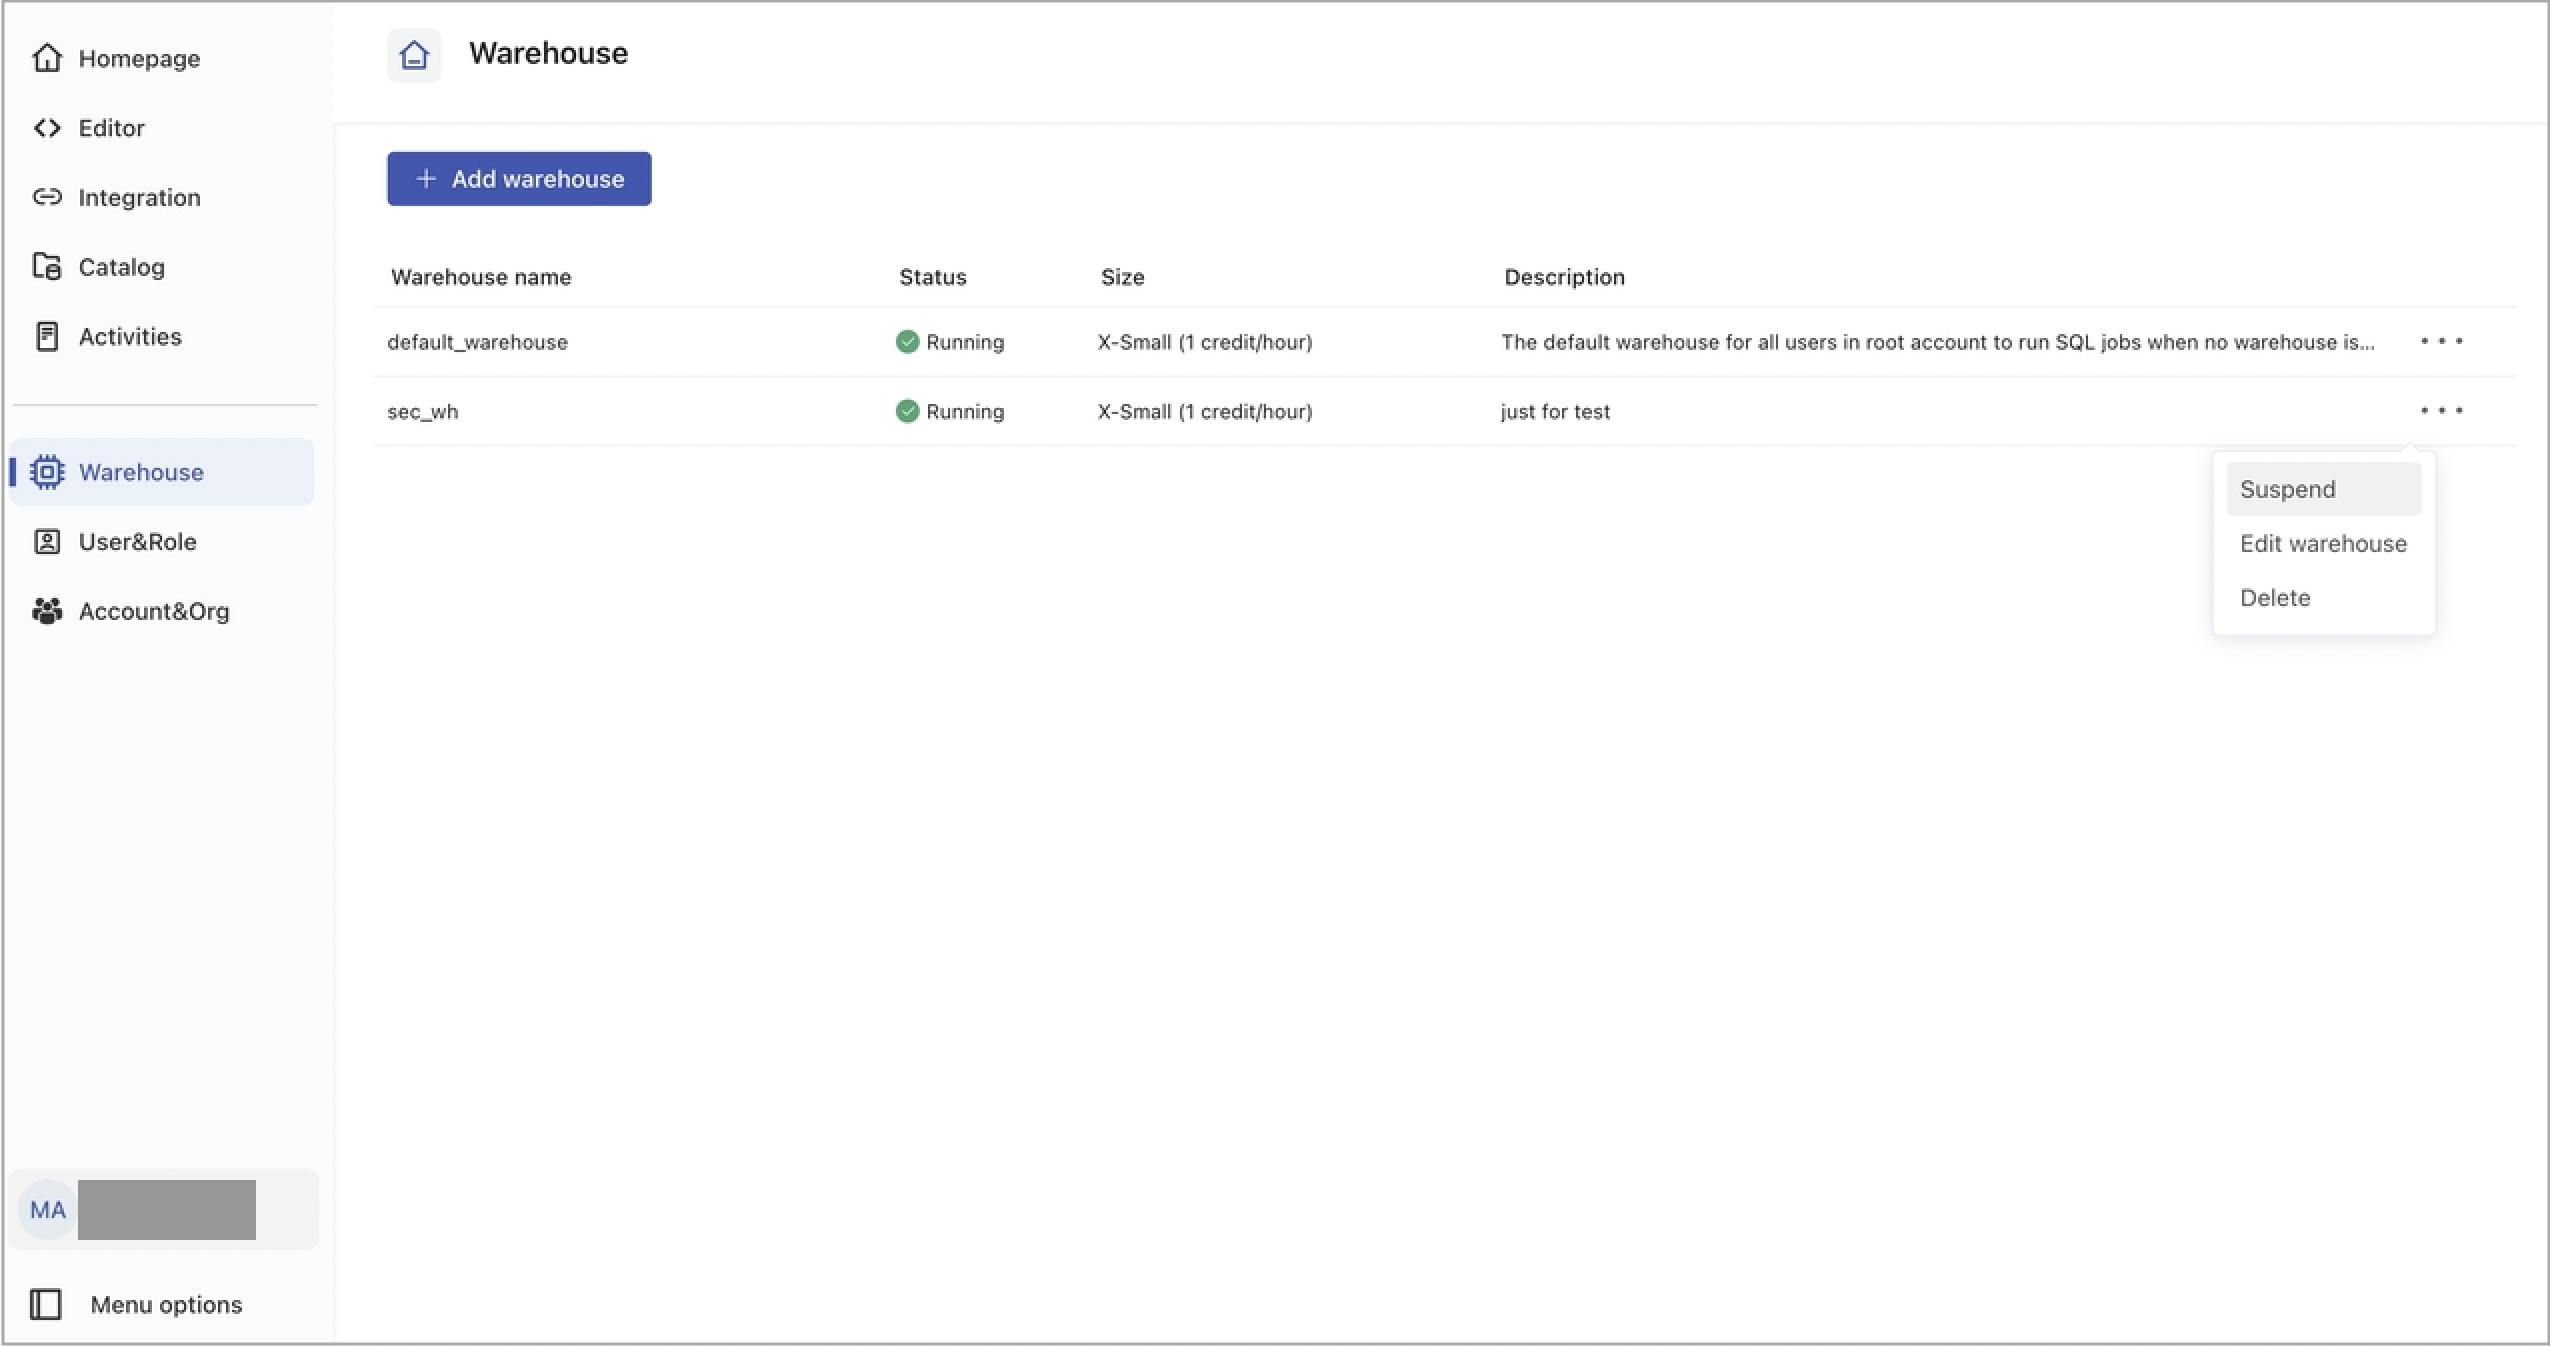 Homepage
Editor
Integration
Catalog
Activities
Warehouse
User&Role
Account&Org
MA
Menu options
Warehouse
+ Add warehouse
Warehouse name Status Size Description
default_warehouse Running X-Small (1 credit/hour) The default warehouse for all users in root account to run SQL jobs when no warehouse is...
sec_wh Running X-Small (1 credit/hour) just for test
Suspend
Edit warehouse
Delete